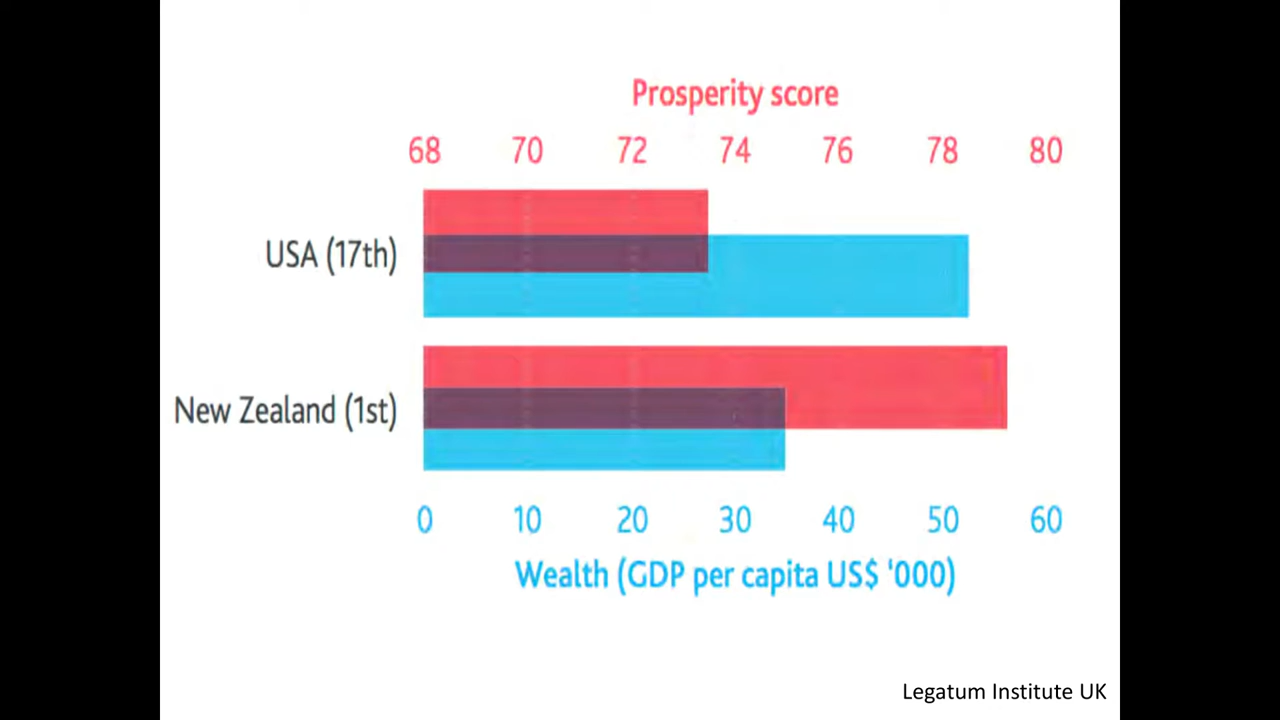 Prosperity score
68 70 72 74 76 78 80
USA (17th)
New Zealand (1st)
0 10 20 30 40 50 60
Wealth (GDP per capita US$ '000)
Legatum Institute UK